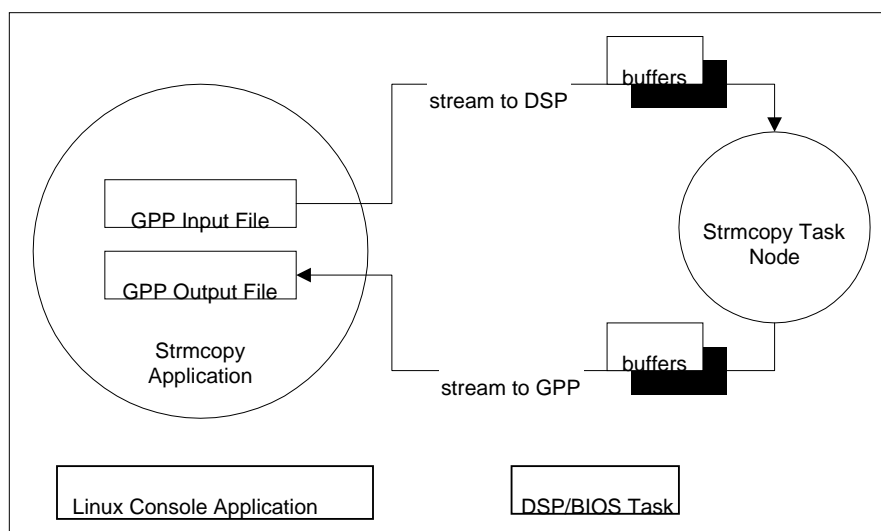 buffers
stream to DSP
GPP Input File
GPP Output File
Strmcopy
Application
Strmcopy Task
Node
buffers
stream to GPP
Linux Console Application
DSP/BIOS Task